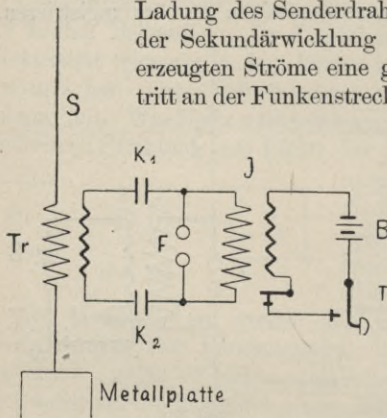 Ladung des Senderdrah
der Sekundärwicklung
erzeugten Ströme eine g
tritt an der Funkenstreck
S
K₁
J
Tr
F
B
T
K₂
Metallplatte